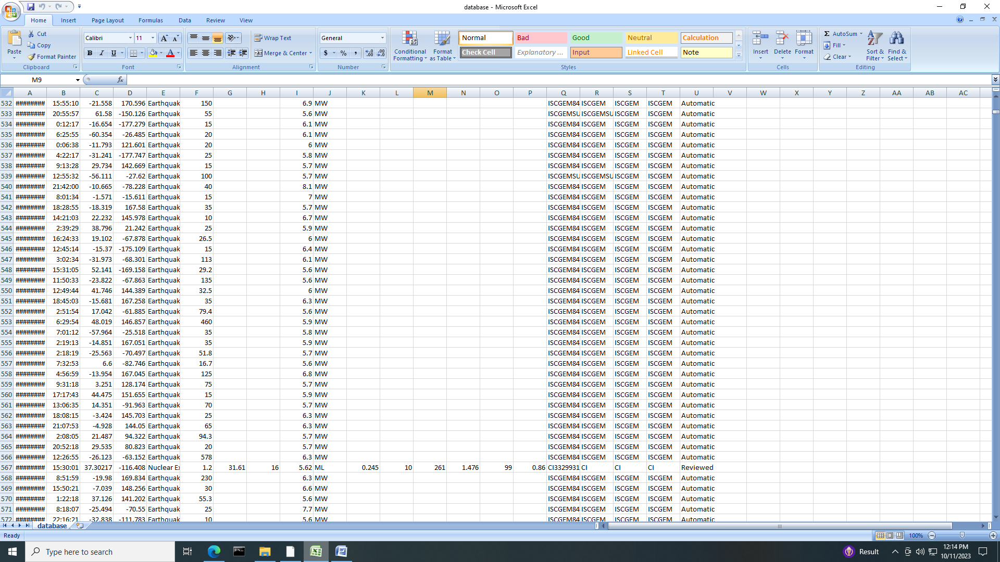 database - Microsoft Excel
Home Insert Page Layout Formulas Data Review View
Paste Cut Copy Format Painter Clipboard
Calibri 11 B I U Font
Wrap Text Merge & Center Alignment
General $ % , Number
Conditional Formatting Format as Table
Normal Bad Good Neutral Calculation
Check Cell Explanatory ... Input Linked Cell Note
Styles
Insert Delete Format Cells
AutoSum Fill Clear Sort & Filter Find & Select Editing
M9 fx
A B C D E F G H I J K L M N O P Q R S T U V W X Y Z AA AB AC
532 ######## 15:55:10 -21.558 170.596 Earthquak 150 6.9 MW ISCGEM84 ISCGEM ISCGEM ISCGEM Automatic
533 ######## 20:55:57 61.58 -150.126 Earthquak 55 5.6 MW ISCGEMSU ISCGEMSU ISCGEM ISCGEM Automatic
534 ######## 0:12:17 -16.654 -177.279 Earthquak 15 6.1 MW ISCGEM84 ISCGEM ISCGEM ISCGEM Automatic
535 ######## 6:25:55 -60.354 -26.485 Earthquak 20 6.1 MW ISCGEM84 ISCGEM ISCGEM ISCGEM Automatic
536 ######## 0:06:38 -11.793 121.601 Earthquak 20 6 MW ISCGEM84 ISCGEM ISCGEM ISCGEM Automatic
537 ######## 4:22:17 -31.241 -177.747 Earthquak 25 5.8 MW ISCGEM84 ISCGEM ISCGEM ISCGEM Automatic
538 ######## 9:13:28 29.734 142.669 Earthquak 15 5.7 MW ISCGEM84 ISCGEM ISCGEM ISCGEM Automatic
539 ######## 12:55:32 -56.111 -27.62 Earthquak 100 5.7 MW ISCGEMSU ISCGEMSU ISCGEM ISCGEM Automatic
540 ######## 21:42:00 -10.665 -78.228 Earthquak 40 8.1 MW ISCGEM84 ISCGEM ISCGEM ISCGEM Automatic
541 ######## 8:01:34 -1.571 -15.611 Earthquak 15 7 MW ISCGEM84 ISCGEM ISCGEM ISCGEM Automatic
542 ######## 18:28:55 -18.319 167.58 Earthquak 35 5.7 MW ISCGEM84 ISCGEM ISCGEM ISCGEM Automatic
543 ######## 14:21:03 22.232 145.978 Earthquak 10 6.7 MW ISCGEM84 ISCGEM ISCGEM ISCGEM Automatic
544 ######## 2:39:29 38.796 21.242 Earthquak 25 5.9 MW ISCGEM84 ISCGEM ISCGEM ISCGEM Automatic
545 ######## 16:24:33 19.102 -67.878 Earthquak 26.5 6 MW ISCGEM84 ISCGEM ISCGEM ISCGEM Automatic
546 ######## 12:45:14 -15.37 -175.109 Earthquak 15 6.4 MW ISCGEM84 ISCGEM ISCGEM ISCGEM Automatic
547 ######## 3:02:34 -31.973 -68.301 Earthquak 113 6.1 MW ISCGEM84 ISCGEM ISCGEM ISCGEM Automatic
548 ######## 15:31:05 52.141 -169.158 Earthquak 29.2 5.6 MW ISCGEM84 ISCGEM ISCGEM ISCGEM Automatic
549 ######## 11:50:33 -23.822 -67.863 Earthquak 135 5.6 MW ISCGEM84 ISCGEM ISCGEM ISCGEM Automatic
550 ######## 12:49:44 41.746 144.389 Earthquak 32.5 6 MW ISCGEM84 ISCGEM ISCGEM ISCGEM Automatic
551 ######## 18:45:03 -15.681 167.258 Earthquak 35 6.3 MW ISCGEM84 ISCGEM ISCGEM ISCGEM Automatic
552 ######## 2:51:54 17.042 -61.885 Earthquak 79.4 5.6 MW ISCGEM84 ISCGEM ISCGEM ISCGEM Automatic
553 ######## 6:29:54 48.019 146.857 Earthquak 460 5.9 MW ISCGEM84 ISCGEM ISCGEM ISCGEM Automatic
554 ######## 7:01:12 -57.964 -25.518 Earthquak 35 5.8 MW ISCGEM84 ISCGEM ISCGEM ISCGEM Automatic
555 ######## 2:19:13 -14.851 167.051 Earthquak 35 5.9 MW ISCGEM84 ISCGEM ISCGEM ISCGEM Automatic
556 ######## 2:18:19 -25.563 -70.497 Earthquak 51.8 5.7 MW ISCGEM84 ISCGEM ISCGEM ISCGEM Automatic
557 ######## 7:32:53 6.6 -82.746 Earthquak 16.7 5.6 MW ISCGEM84 ISCGEM ISCGEM ISCGEM Automatic
558 ######## 4:56:59 -13.954 167.045 Earthquak 125 6.8 MW ISCGEM84 ISCGEM ISCGEM ISCGEM Automatic
559 ######## 9:31:18 3.251 128.174 Earthquak 75 5.7 MW ISCGEM84 ISCGEM ISCGEM ISCGEM Automatic
560 ######## 17:17:43 44.475 151.655 Earthquak 15 5.9 MW ISCGEM84 ISCGEM ISCGEM ISCGEM Automatic
561 ######## 13:06:35 14.351 -91.963 Earthquak 70 5.7 MW ISCGEM84 ISCGEM ISCGEM ISCGEM Automatic
562 ######## 18:08:15 -3.424 145.703 Earthquak 25 6.3 MW ISCGEM84 ISCGEM ISCGEM ISCGEM Automatic
563 ######## 21:07:53 -4.928 144.05 Earthquak 65 6.3 MW ISCGEM84 ISCGEM ISCGEM ISCGEM Automatic
564 ######## 2:08:05 21.487 94.322 Earthquak 94.3 5.7 MW ISCGEM84 ISCGEM ISCGEM ISCGEM Automatic
565 ######## 20:52:18 29.535 80.823 Earthquak 20 5.7 MW ISCGEM84 ISCGEM ISCGEM ISCGEM Automatic
566 ######## 12:26:55 -26.123 -63.152 Earthquak 578 6.3 MW ISCGEM84 ISCGEM ISCGEM ISCGEM Automatic
567 ######## 15:30:01 37.30217 -116.408 Nuclear Ex 1.2 31.61 16 5.62 ML 0.245 10 261 1.476 99 0.86 CI3329931 CI CI CI Reviewed
568 ######## 8:51:59 -19.98 169.834 Earthquak 230 6.3 MW ISCGEM84 ISCGEM ISCGEM ISCGEM Automatic
569 ######## 15:50:21 -7.039 148.256 Earthquak 30 6.6 MW ISCGEM84 ISCGEM ISCGEM ISCGEM Automatic
570 ######## 1:22:18 37.126 141.202 Earthquak 55.3 5.6 MW ISCGEM84 ISCGEM ISCGEM ISCGEM Automatic
571 ######## 8:18:07 -25.494 -70.55 Earthquak 25 7.7 MW ISCGEM84 ISCGEM ISCGEM ISCGEM Automatic
572 ######## 22:16:21 -32.838 -111.783 Earthquak 10 5.6 MW ISCGEM84 ISCGEM ISCGEM ISCGEM Automatic
database
Ready 100%
Type here to search Result 12:14 PM
10/11/2023